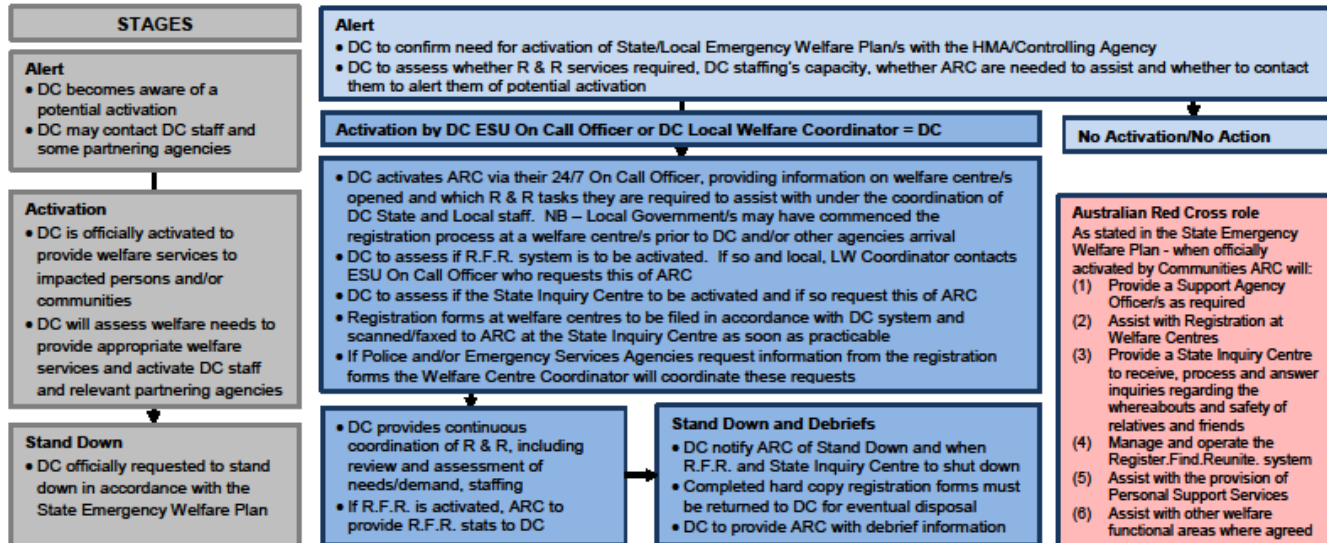 STAGES
Alert
• DC becomes aware of a
potential activation
• DC may contact DC staff and
some partnering agencies
Activation
• DC is officially activated to
provide welfare services to
impacted persons and/or
communities
• DC will assess welfare needs to
provide appropriate welfare
services and activate DC staff
and relevant partnering agencies
Stand Down
• DC officially requested to stand
down in accordance with the
State Emergency Welfare Plan
Alert
• DC to confirm need for activation of State/Local Emergency Welfare Plan/s with the HMA/Controlling Agency
• DC to assess whether R & R services required, DC staffing's capacity, whether ARC are needed to assist and whether to contact
them to alert them of potential activation
Activation by DC ESU On Call Officer or DC Local Welfare Coordinator = DC
No Activation/No Action
• DC activates ARC via their 24/7 On Call Officer, providing information on welfare centre/s
opened and which R & R tasks they are required to assist with under the coordination of
DC State and Local staff. NB – Local Government/s may have commenced the
registration process at a welfare centre/s prior to DC and/or other agencies arrival
• DC to assess if R.F.R. system is to be activated. If so and local, LW Coordinator contacts
ESU On Call Officer who requests this of ARC
• DC to assess if the State Inquiry Centre to be activated and if so request this of ARC
• Registration forms at welfare centres to be filed in accordance with DC system and
scanned/faxed to ARC at the State Inquiry Centre as soon as practicable
• If Police and/or Emergency Services Agencies request information from the registration
forms the Welfare Centre Coordinator will coordinate these requests
• DC provides continuous
coordination of R & R, including
review and assessment of
needs/demand, staffing
• If R.F.R. is activated, ARC to
provide R.F.R. stats to DC
Stand Down and Debriefs
• DC notify ARC of Stand Down and when
R.F.R. and State Inquiry Centre to shut down
• Completed hard copy registration forms must
be returned to DC for eventual disposal
• DC to provide ARC with debrief information
Australian Red Cross role
As stated in the State Emergency
Welfare Plan - when officially
activated by Communities ARC will:
(1) Provide a Support Agency
Officer/s as required
(2) Assist with Registration at
Welfare Centres
(3) Provide a State Inquiry Centre
to receive, process and answer
inquiries regarding the
whereabouts and safety of
relatives and friends
(4) Manage and operate the
Register.Find.Reunite. system
(5) Assist with the provision of
Personal Support Services
(6) Assist with other welfare
functional areas where agreed